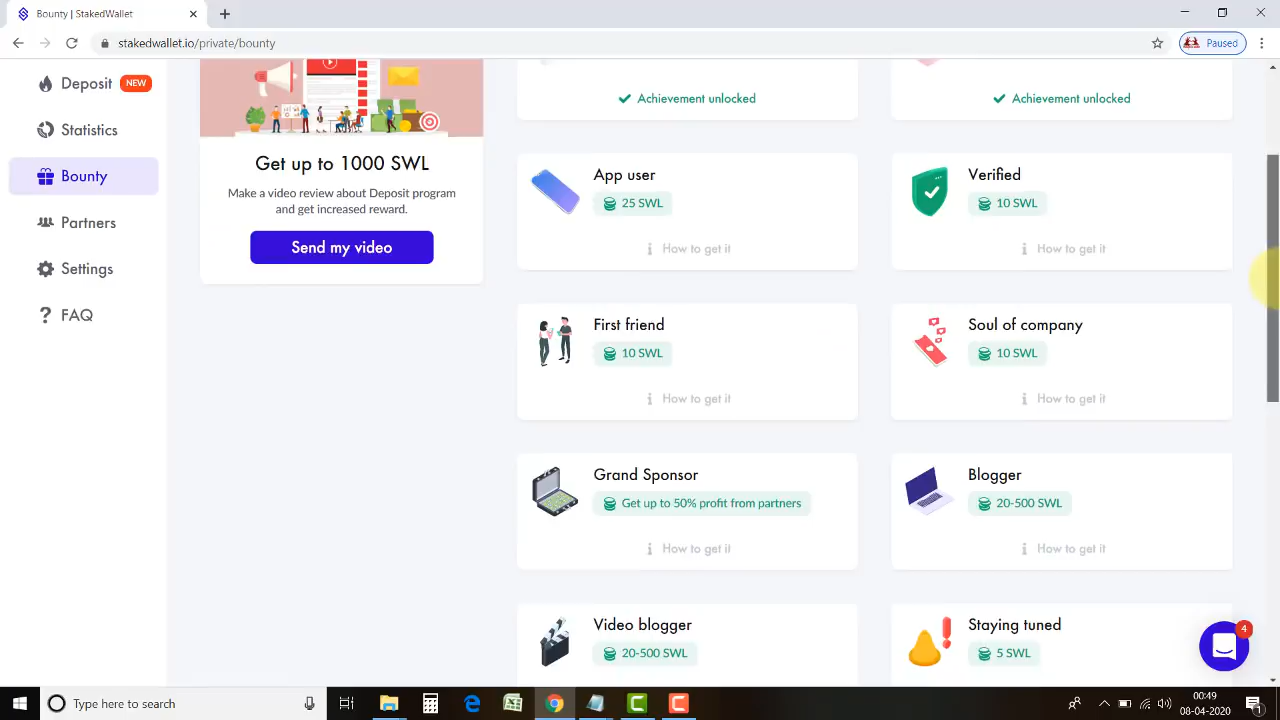 Bounty | StakedWallet
stakedwallet.io/private/bounty
Paused
Deposit NEW
Statistics
Bounty
Partners
Settings
FAQ
Get up to 1000 SWL
Make a video review about Deposit program
and get increased reward.
Send my video
Achievement unlocked
Achievement unlocked
App user
25 SWL
How to get it
Verified
10 SWL
How to get it
First friend
10 SWL
How to get it
Soul of company
10 SWL
How to get it
Grand Sponsor
Get up to 50% profit from partners
How to get it
Blogger
20-500 SWL
How to get it
Video blogger
20-500 SWL
Staying tuned
5 SWL
4
Type here to search
00:49
08-04-2020
1